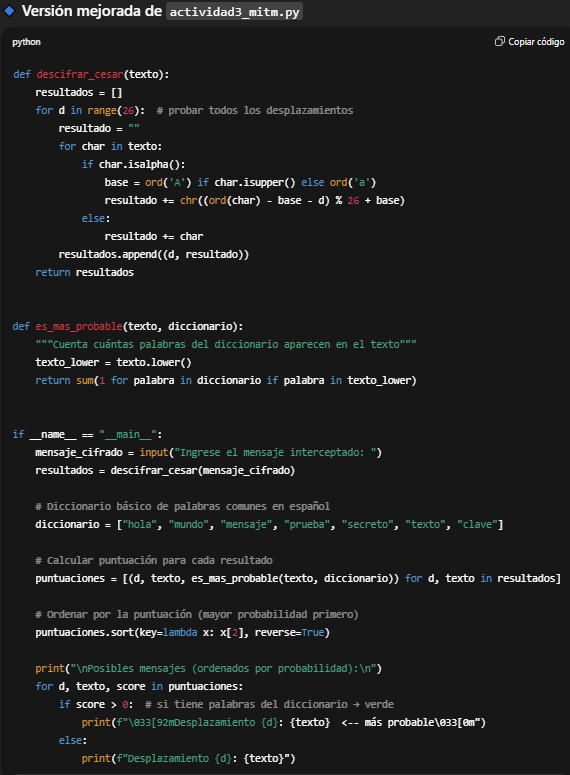 Versión mejorada de actividad3_mitm.py
python
Copiar código
def descifrar_cesar(texto):
    resultados = []
    for d in range(26):  # probar todos los desplazamientos
        resultado = ""
        for char in texto:
            if char.isalpha():
                base = ord('A') if char.isupper() else ord('a')
                resultado += chr((ord(char) - base - d) % 26 + base)
            else:
                resultado += char
        resultados.append((d, resultado))
    return resultados
def es_mas_probable(texto, diccionario):
    """Cuenta cuántas palabras del diccionario aparecen en el texto"""
    texto_lower = texto.lower()
    return sum(1 for palabra in diccionario if palabra in texto_lower)
if __name__ == "__main__":
    mensaje_cifrado = input("Ingrese el mensaje interceptado: ")
    resultados = descifrar_cesar(mensaje_cifrado)
    # Diccionario básico de palabras comunes en español
    diccionario = ["hola", "mundo", "mensaje", "prueba", "secreto", "texto", "clave"]
    # Calcular puntuación para cada resultado
    puntuaciones = [(d, texto, es_mas_probable(texto, diccionario)) for d, texto in resultados]
    # Ordenar por la puntuación (mayor probabilidad primero)
    puntuaciones.sort(key=lambda x: x[2], reverse=True)
    print("\nPosibles mensajes (ordenados por probabilidad):\n")
    for d, texto, score in puntuaciones:
        if score > 0:  # si tiene palabras del diccionario → verde
            print(f"\033[92mDesplazamiento {d}: {texto}  <-- más probable\033[0m")
        else:
            print(f"Desplazamiento {d}: {texto}")